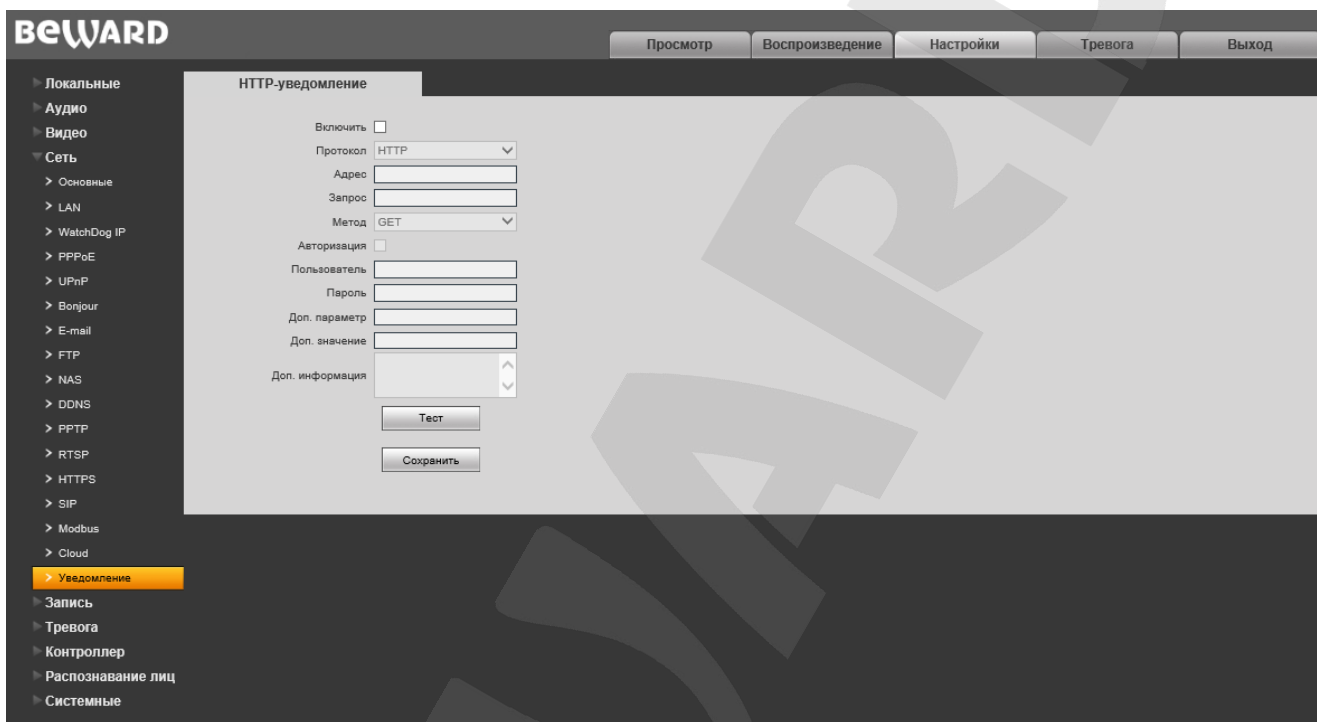 BEWARD
Просмотр
Воспроизведение
Настройки
Тревога
Выход
Локальные
Аудио
Видео
Сеть
Основные
LAN
WatchDog IP
PPPoE
UPnP
Bonjour
E-mail
FTP
NAS
DDNS
PPTP
RTSP
HTTPS
SIP
Modbus
Cloud
Уведомление
Запись
Тревога
Контроллер
Распознавание лиц
Системные
HTTP-уведомление
Включить
Протокол HTTP
Адрес
Запрос
Метод GET
Авторизация
Пользователь
Пароль
Доп. параметр
Доп. значение
Доп. информация
Тест
Сохранить